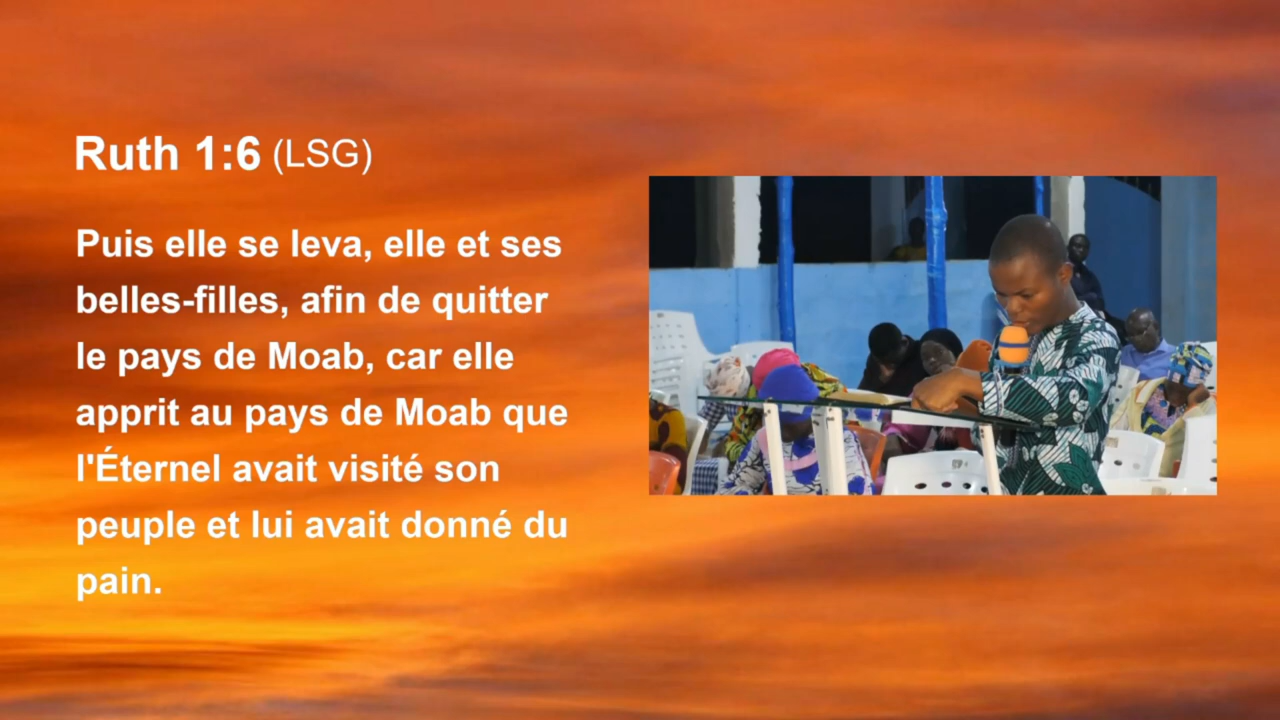 Ruth 1:6 (LSG)
Puis elle se leva, elle et ses
belles-filles, afin de quitter
le pays de Moab, car elle
apprit au pays de Moab que
l'Éternel avait visité son
peuple et lui avait donné du
pain.